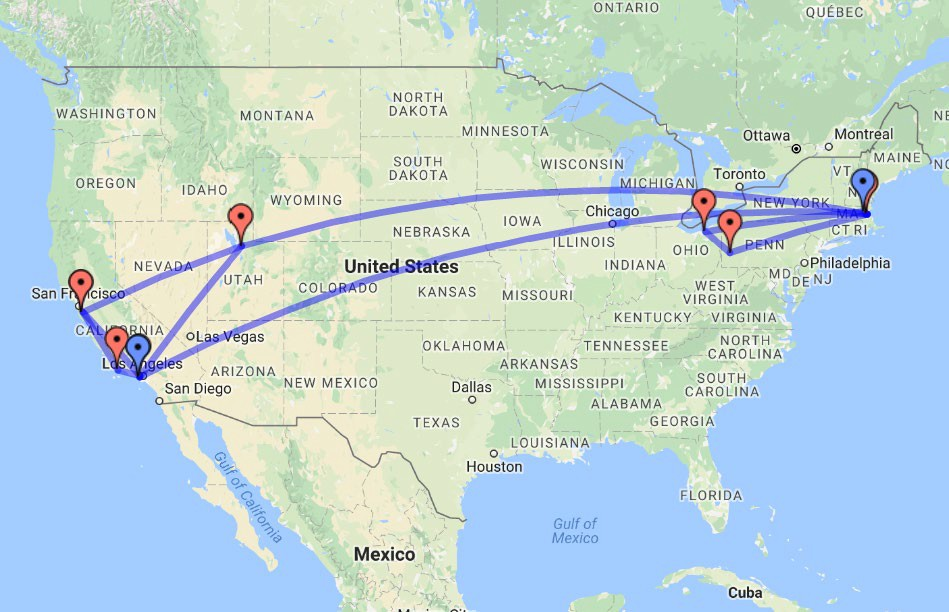 ONTARIO
QUÉBEC
WASHINGTON
NORTH
DAKOTA
MONTANA
MINNESOTA
Ottawa
Montreal
MAINE
VT
SOUTH
DAKOTA
WISCONSIN
Toronto
OREGON
IDAHO
MICHIGAN
WYOMING
NEW YORK
Chicago
MA
IOWA
CT RI
NEBRASKA
ILLINOIS
OHIO
PENN
NEVADA
United States
INDIANA
Philadelphia
UTAH
COLORADO
MD
DE
NJ
San Francisco
KANSAS
MISSOURI
WEST
VIRGINIA
KENTUCKY
VIRGINIA
CALIFORNIA
Las Vegas
OKLAHOMA
TENNESSEE
NORTH
CAROLINA
Los Angeles
ARKANSAS
ARIZONA
NEW MEXICO
MISSISSIPPI
SOUTH
CAROLINA
San Diego
Dallas
ALABAMA
GEORGIA
TEXAS
LOUISIANA
Houston
Gulf of California
FLORIDA
Gulf of
Mexico
Mexico
Cuba